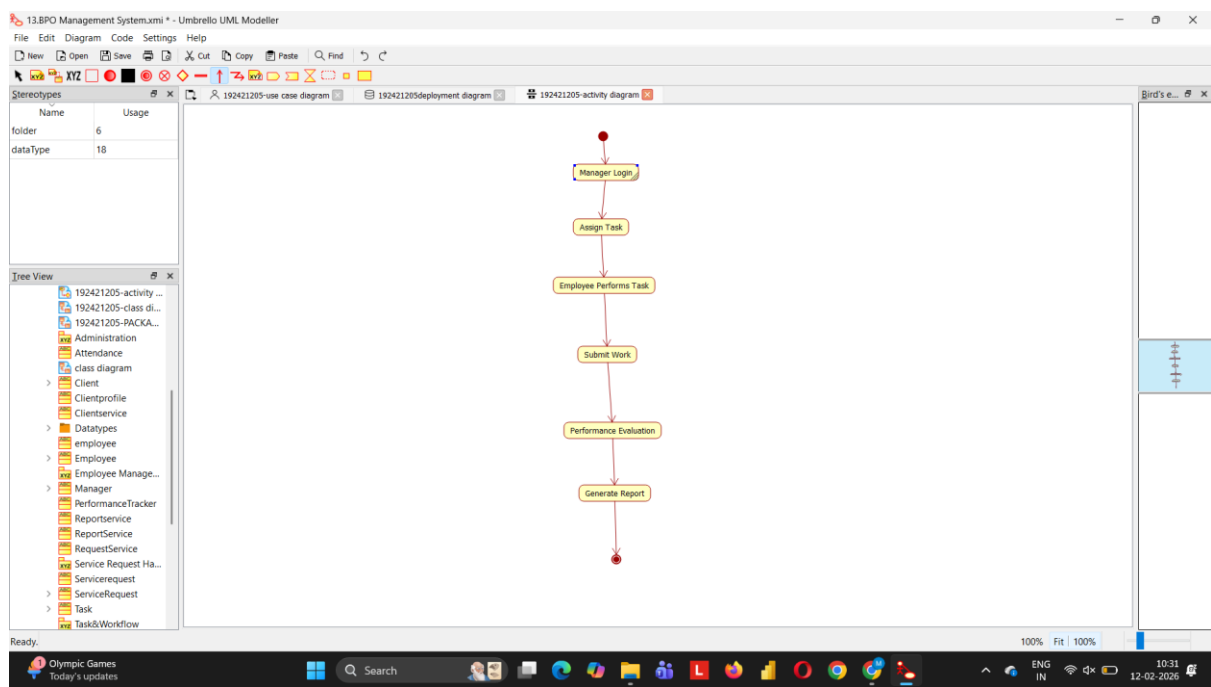 13.BPO Management System.xmi * - Umbrello UML Modeller
File Edit Diagram Code Settings Help
New Open Save Cut Copy Paste Find
XYZ
Stereotypes
Name Usage
folder 6
dataType 18
192421205-use case diagram 192421205deployment diagram 192421205-activity diagram
Bird's e...
Manager Login
Assign Task
Employee Performs Task
Submit Work
Performance Evaluation
Generate Report
Tree View
192421205-activity ...
192421205-class di...
192421205-PACKA...
Administration
Attendance
class diagram
Client
Clientprofile
Clientservice
Datatypes
employee
Employee
Employee Manage...
Manager
PerformanceTracker
Reportservice
ReportService
RequestService
Service Request Ha...
Servicerequest
ServiceRequest
Task
Task&Workflow
Ready.
100% Fit 100%
1 Olympic Games
Today's updates
Search
L
ENG
IN
10:31
12-02-2026